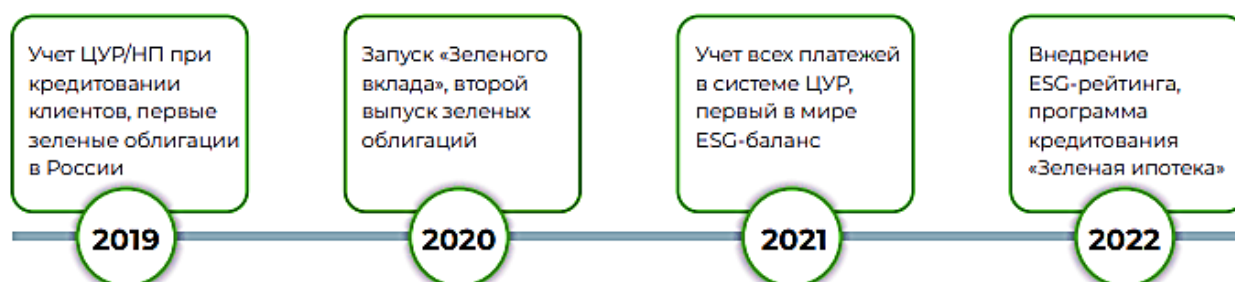 Учет ЦУР/НП при
кредитовании
клиентов, первые
зеленые облигации
в России
2019
Запуск «Зеленого
вклада», второй
выпуск зеленых
облигаций
2020
Учет всех платежей
в системе ЦУР,
первый в мире
ESG-баланс
2021
Внедрение
ESG-рейтинга,
программа
кредитования
«Зеленая ипотека»
2022